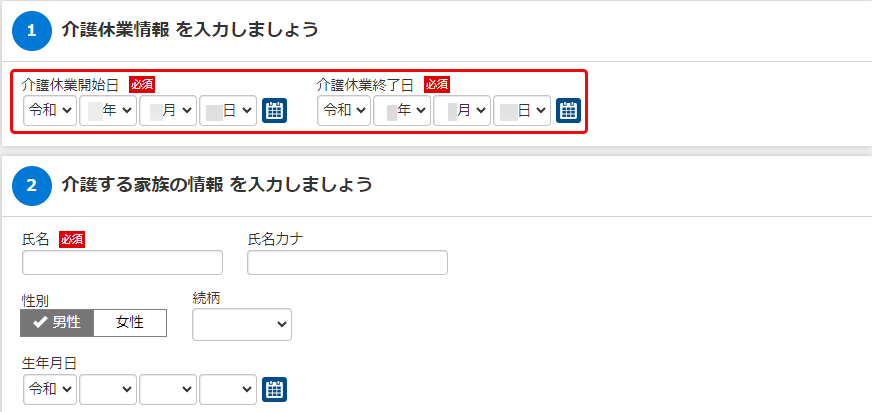 1 介護休業情報 を入力しましょう
介護休業開始日 必須 介護休業終了日 必須
令和 年 月 日 令和 年 月 日
2 介護する家族の情報 を入力しましょう
氏名 必須 氏名カナ
性別 続柄
男性 女性
生年月日
令和